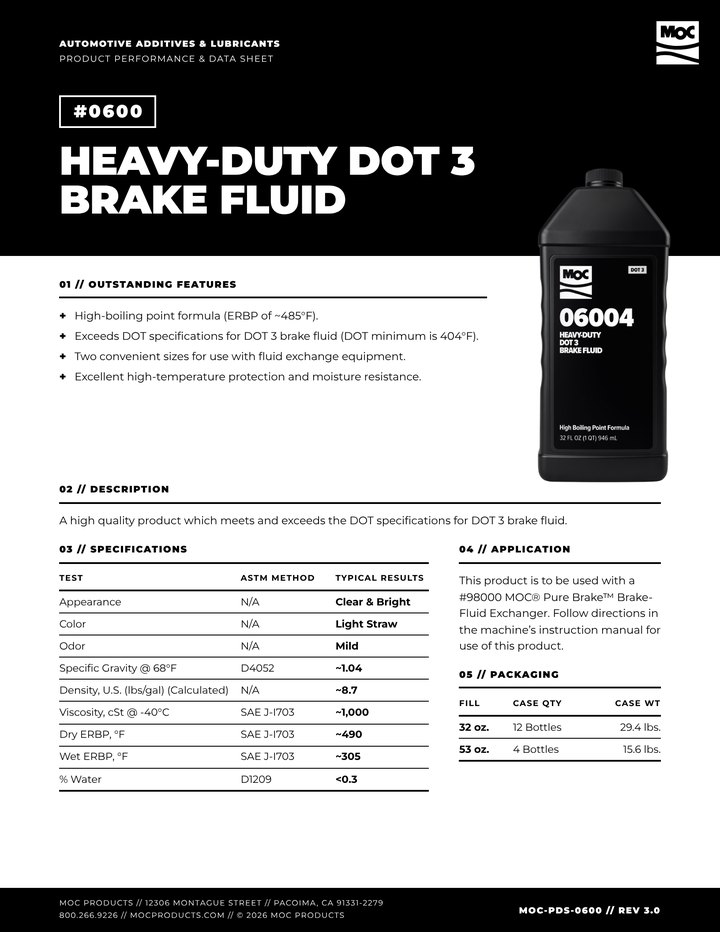 AUTOMOTIVE ADDITIVES & LUBRICANTS
PRODUCT PERFORMANCE & DATA SHEET
MOC
#0600
HEAVY-DUTY DOT 3
BRAKE FLUID
01 // OUTSTANDING FEATURES
+ High-boiling point formula (ERBP of ~485°F).
+ Exceeds DOT specifications for DOT 3 brake fluid (DOT minimum is 404°F).
+ Two convenient sizes for use with fluid exchange equipment.
+ Excellent high-temperature protection and moisture resistance.
MOC
DOT 3
06004
HEAVY-DUTY
DOT 3
BRAKE FLUID
High Boiling Point Formula
32 FL OZ (1 QT) 946 mL
02 // DESCRIPTION
A high quality product which meets and exceeds the DOT specifications for DOT 3 brake fluid.
03 // SPECIFICATIONS
TEST ASTM METHOD TYPICAL RESULTS
Appearance N/A Clear & Bright
Color N/A Light Straw
Odor N/A Mild
Specific Gravity @ 68°F D4052 ~1.04
Density, U.S. (lbs/gal) (Calculated) N/A ~8.7
Viscosity, cSt @ -40°C SAE J-1703 ~1,000
Dry ERBP, °F SAE J-1703 ~490
Wet ERBP, °F SAE J-1703 ~305
% Water D1209 <0.3
04 // APPLICATION
This product is to be used with a
#98000 MOC® Pure Brake™ Brake-
Fluid Exchanger. Follow directions in
the machine's instruction manual for
use of this product.
05 // PACKAGING
FILL CASE QTY CASE WT
32 oz. 12 Bottles 29.4 lbs.
53 oz. 4 Bottles 15.6 lbs.
MOC PRODUCTS // 12306 MONTAGUE STREET // PACOIMA, CA 91331-2279
800.266.9226 // MOCPRODUCTS.COM // © 2026 MOC PRODUCTS
MOC-PDS-0600 // REV 3.0